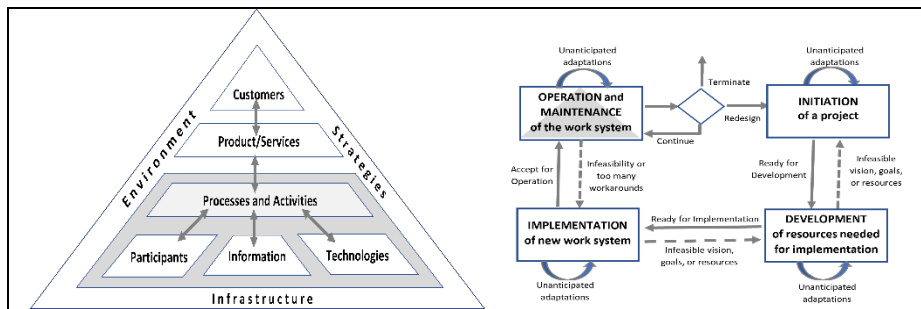 Customers
Product/Services
Processes and Activities
Participants
Information
Technologies
Environment
Strategies
Infrastructure
Unanticipated
adaptations
OPERATION and
MAINTENANCE
of the work system
Terminate
Redesign
Continue
Unanticipated
adaptations
INITIATION
of a project
Accept for
Operation
Infeasibility or
too many
workarounds
Ready for
Development
Infeasible
vision, goals,
or resources
IMPLEMENTATION
of new work system
Ready for Implementation
Infeasible vision,
goals, or resources
DEVELOPMENT
of resources needed
for implementation
Unanticipated
adaptations
Unanticipated
adaptations